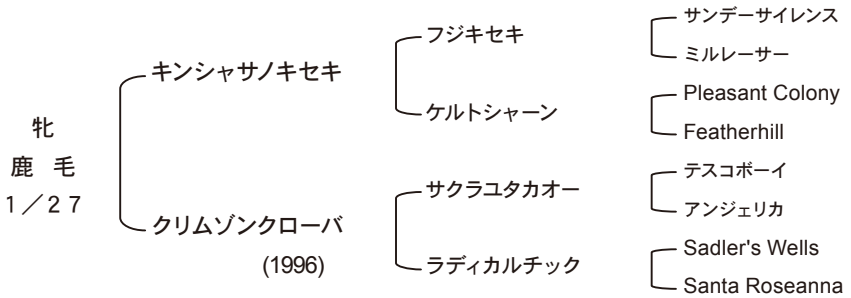 牝
鹿 毛
1/27
キンシャサノキセキ
クリムゾンクローバ
(1996)
フジキセキ
ケルトシャーン
サクラユタカオー
ラディカルチック
サンデーサイレンス
ミルレーサー
Pleasant Colony
Featherhill
テスコボーイ
アンジェリカ
Sadler's Wells
Santa Roseanna